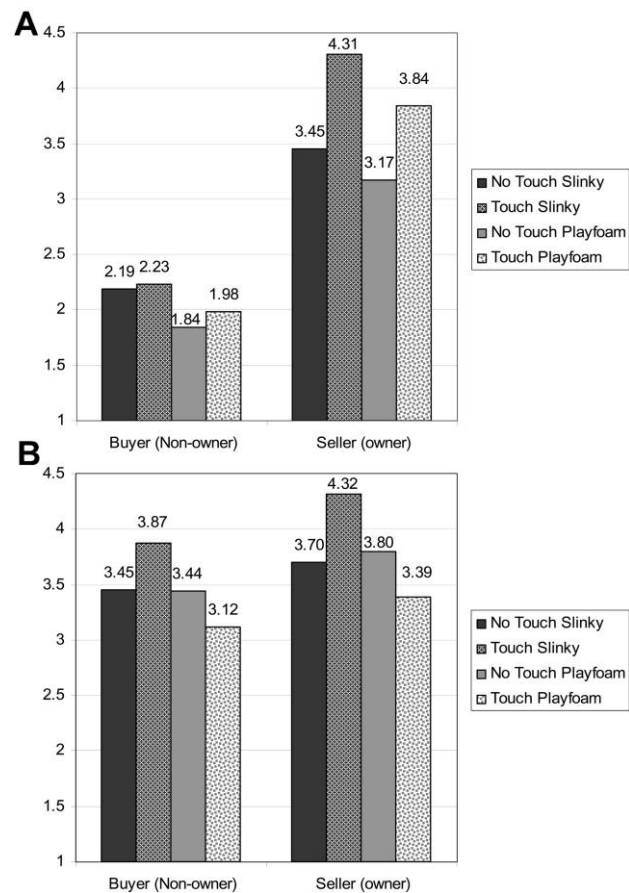 A
4.5
4
3.5
3
2.5
2
1.5
1
2.19
2.23
1.84
1.98
3.45
4.31
3.17
3.84
Buyer (Non-owner)
Seller (owner)
No Touch Slinky
Touch Slinky
No Touch Playfoam
Touch Playfoam
B
4.5
4
3.5
3
2.5
2
1.5
1
3.45
3.87
3.44
3.12
3.70
4.32
3.80
3.39
Buyer (Non-owner)
Seller (owner)
No Touch Slinky
Touch Slinky
No Touch Playfoam
Touch Playfoam